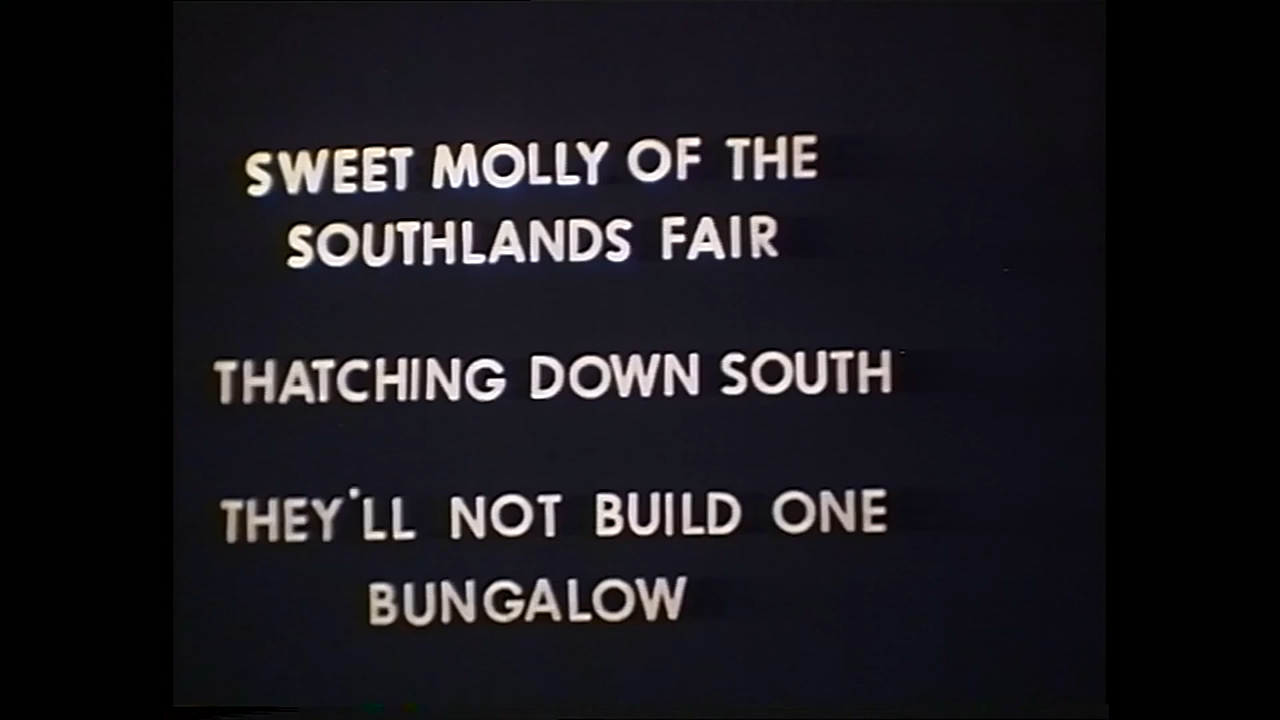 SWEET MOLLY OF THE
SOUTHLANDS FAIR
THATCHING DOWN SOUTH
THEY'LL NOT BUILD ONE
BUNGALOW